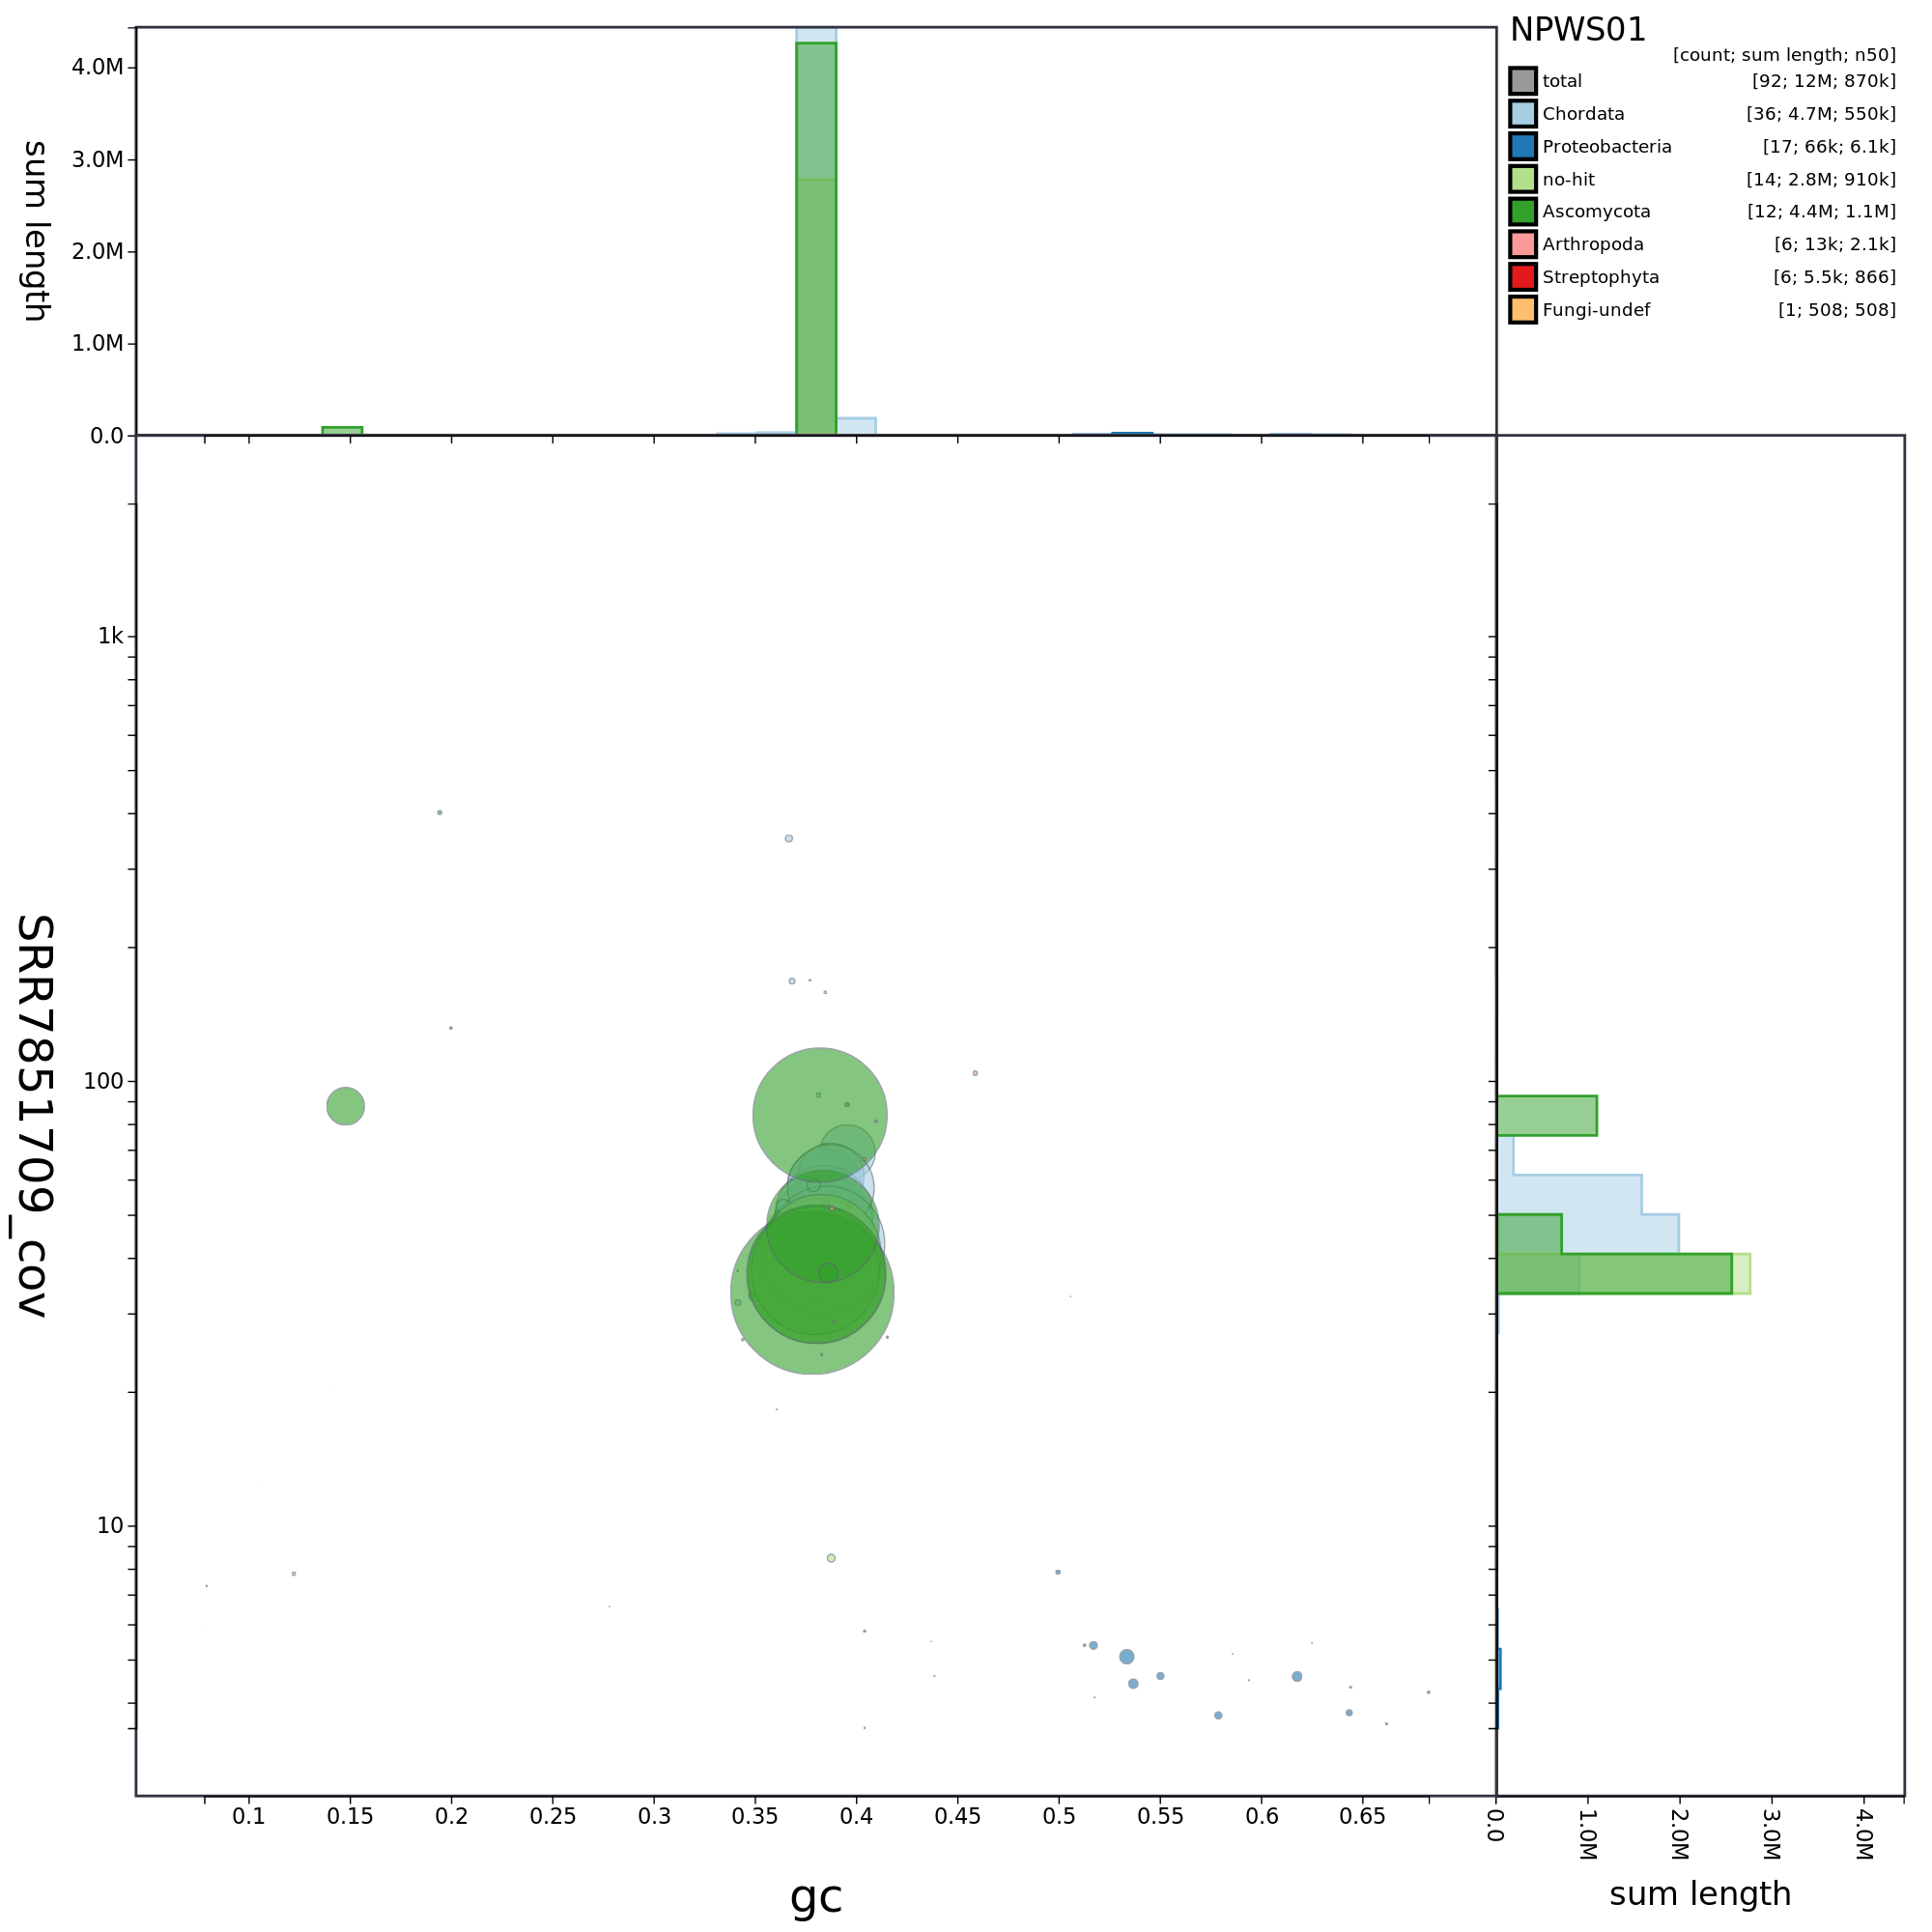 NPWS01
[count; sum length; n50]
total [92; 12M; 870k]
Chordata [36; 4.7M; 550k]
Proteobacteria [17; 66k; 6.1k]
no-hit [14; 2.8M; 910k]
Ascomycota [12; 4.4M; 1.1M]
Arthropoda [6; 13k; 2.1k]
Streptophyta [6; 5.5k; 866]
Fungi-undef [1; 508; 508]
sum length
4.0M
3.0M
2.0M
1.0M
0.0
SRR7851709_cov
1k
100
10
0.1 0.15 0.2 0.25 0.3 0.35 0.4 0.45 0.5 0.55 0.6 0.65
gc
0.0 1.0M 2.0M 3.0M 4.0M
sum length